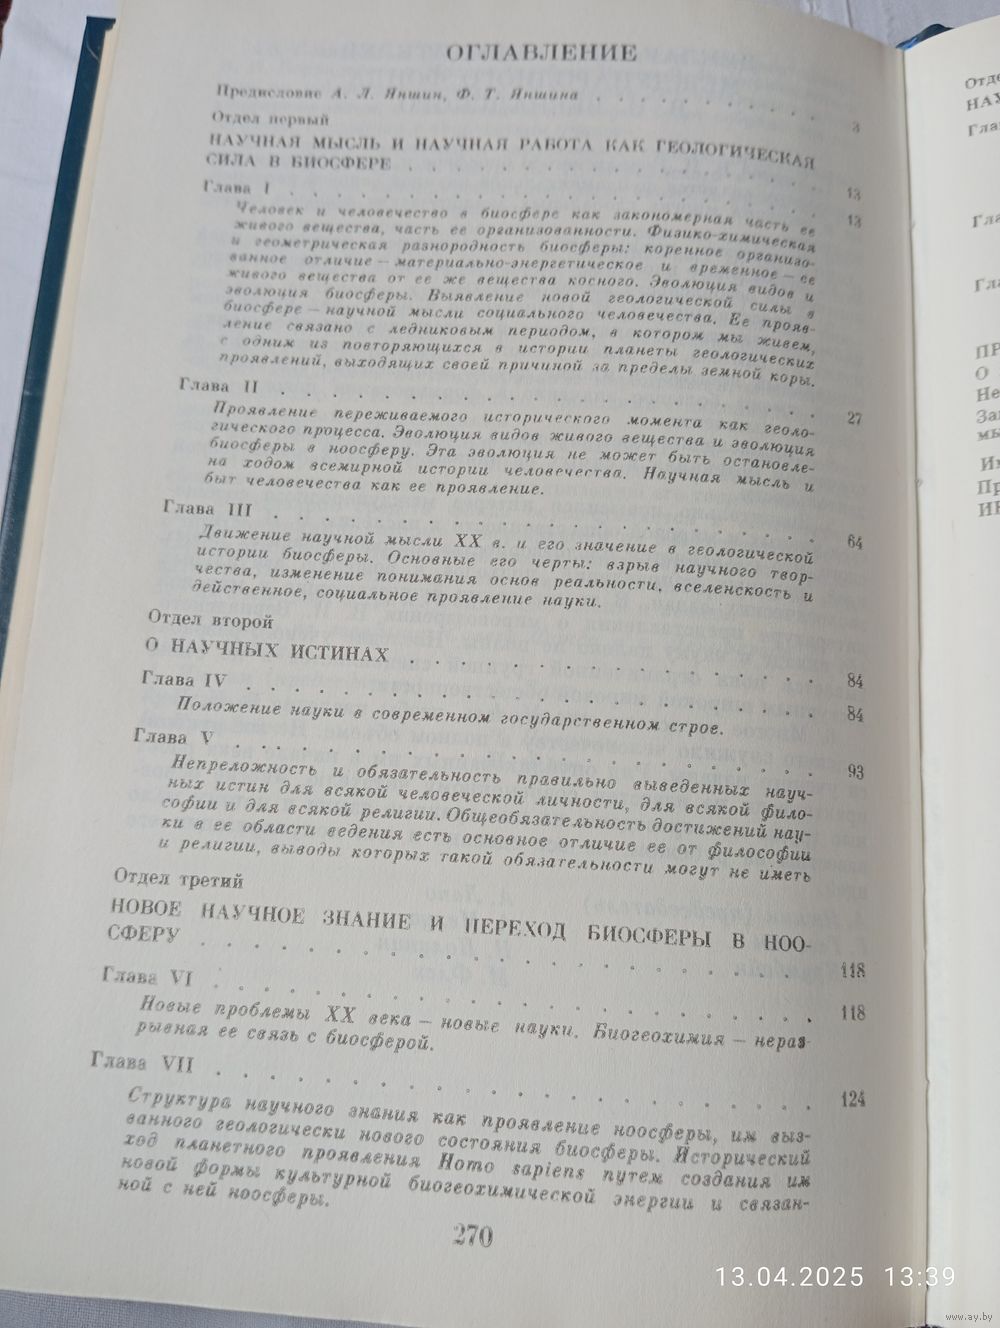 ОГЛАВЛЕНИЕ
Предисловие А. Л. Яншин, Ф. Т. Яншина . . . . . . . . . . 3
Отдел первый
НАУЧНАЯ МЫСЛЬ И НАУЧНАЯ РАБОТА КАК ГЕОЛОГИЧЕСКАЯ
СИЛА В БИОСФЕРЕ . . . . . . . . . . 13
Глава I . . . . . . . . . . 13
Человек и человечество в биосфере как закономерная часть ее
живого вещества, часть ее организованности. Физико-химическая
и геометрическая разнородность биосферы: коренное организо-
ванное отличие — материально-энергетическое и временное — ее
живого вещества от ее же вещества косного. Эволюция видов и
эволюция биосферы. Выявление новой геологической силы в
биосфере — научной мысли социального человечества. Ее прояв-
ление связано с ледниковым периодом, в котором мы живем,
с одним из повторяющихся в истории планеты геологических
проявлений, выходящих своей причиной за пределы земной коры.
Глава II . . . . . . . . . . 27
Проявление переживаемого исторического момента как геоло-
гического процесса. Эволюция видов живого вещества и эволюция
биосферы в ноосферу. Эта эволюция не может быть остановле-
на ходом всемирной истории человечества. Научная мысль и
быт человечества как ее проявление.
Глава III . . . . . . . . . . 64
Движение научной мысли XX в. и его значение в геологической
истории биосферы. Основные его черты: взрыв научного твор-
чества, изменение понимания основ реальности, вселенскость и
действенное, социальное проявление науки.
Отдел второй
О НАУЧНЫХ ИСТИНАХ . . . . . . . . . . 84
Глава IV . . . . . . . . . . 84
Положение науки в современном государственном строе.
Глава V . . . . . . . . . . 93
Непреложность и обязательность правильно выведенных науч-
ных истин для всякой человеческой личности, для всякой фило-
софии и для всякой религии. Общеобязательность достижений нау-
ки в ее области ведения есть основное отличие ее от философии
и религии, выводы которых такой обязательности могут не иметь
Отдел третий
НОВОЕ НАУЧНОЕ ЗНАНИЕ И ПЕРЕХОД БИОСФЕРЫ В НОО-
СФЕРУ . . . . . . . . . . 118
Глава VI . . . . . . . . . . 118
Новые проблемы XX века — новые науки. Биогеохимия — нераз-
рывная ее связь с биосферой.
Глава VII . . . . . . . . . . 124
Структура научного знания как проявление ноосферы, им выз-
ванного геологически нового состояния биосферы. Исторический
ход планетного проявления Homo sapiens путем создания им
новой формы культурной биогеохимической энергии и связан-
ной с ней ноосферы.
270
13.04.2025 13:39
www.ay.by